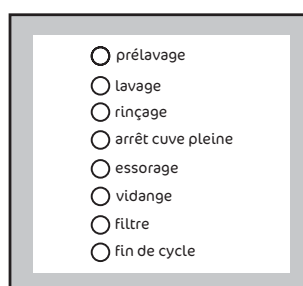 prélavage
lavage
rinçage
arrêt cuve pleine
essorage
vidange
filtre
fin de cycle